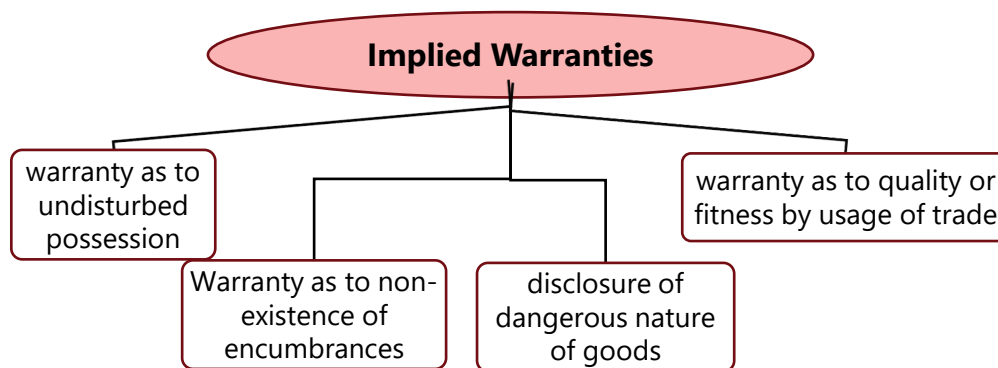 Implied Warranties
warranty as to
undisturbed
possession
Warranty as to non-
existence of
encumbrances
disclosure of
dangerous nature
of goods
warranty as to quality or
fitness by usage of trade